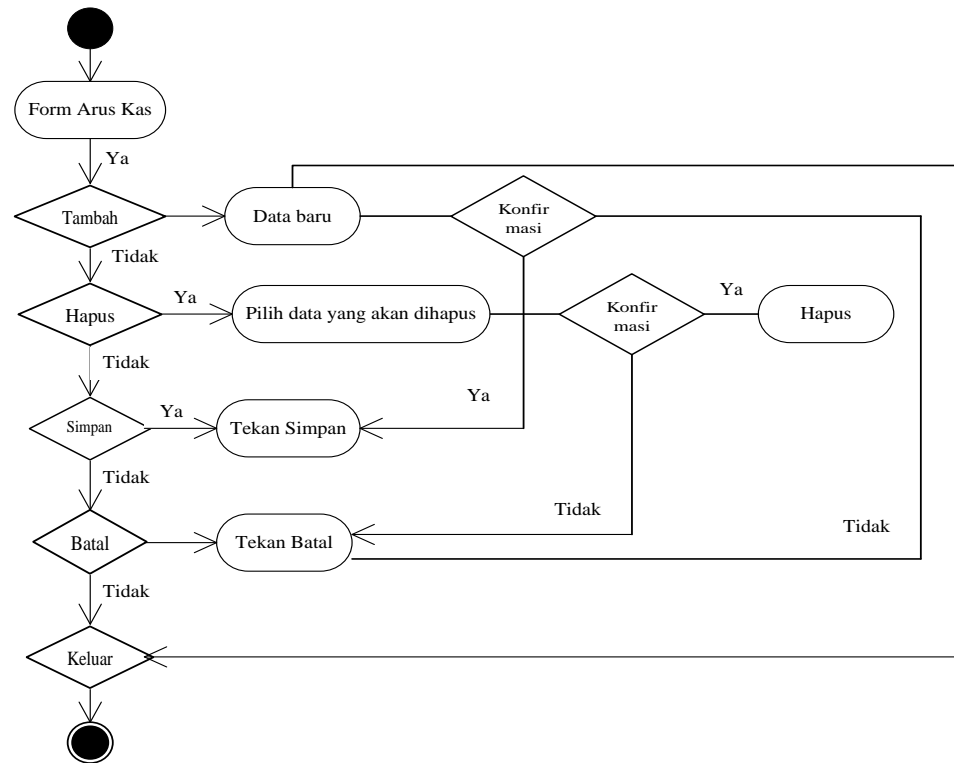 Form Arus Kas
Ya
Tambah
Data baru
Konfir
masi
Tidak
Hapus
Ya
Pilih data yang akan dihapus
Konfir
masi
Ya
Hapus
Tidak
Simpan
Ya
Tekan Simpan
Ya
Tidak
Batal
Tekan Batal
Tidak
Tidak
Tidak
Keluar